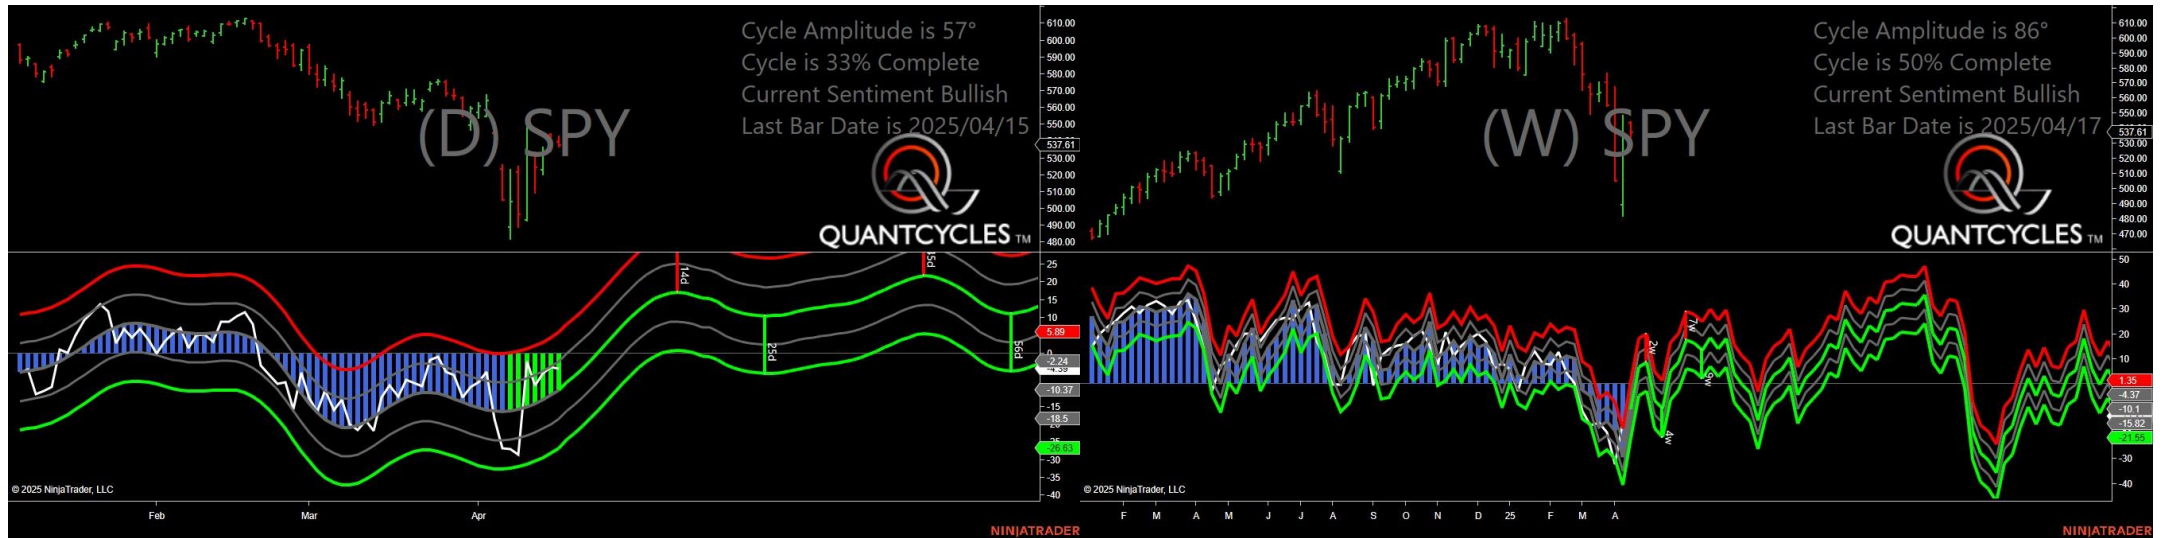 Cycle Amplitude is 57°
Cycle is 33% Complete
Current Sentiment Bullish
Last Bar Date is 2025/04/15
(D) SPY
QUANTCYCLES TM
610.00
600.00
590.00
580.00
570.00
560.00
550.00
537.61
530.00
520.00
510.00
500.00
490.00
480.00
14d
25d
15d
56d
25
20
15
10
5.89
0
-2.24
-4.39
-10.37
-15
-18.5
-26.63
-30
-35
-40
© 2025 NinjaTrader, LLC
Feb
Mar
Apr
NINJATRADER
Cycle Amplitude is 86°
Cycle is 50% Complete
Current Sentiment Bullish
Last Bar Date is 2025/04/17
(W) SPY
QUANTCYCLES TM
610.00
600.00
590.00
580.00
570.00
560.00
550.00
537.61
530.00
520.00
510.00
500.00
490.00
480.00
470.00
2w
4w
7w
9w
50
40
30
20
10
1.35
-4.37
-10.1
-15.82
-21.55
-30
-40
© 2025 NinjaTrader, LLC
F M A M J J A S O N D 25 F M A
NINJATRADER